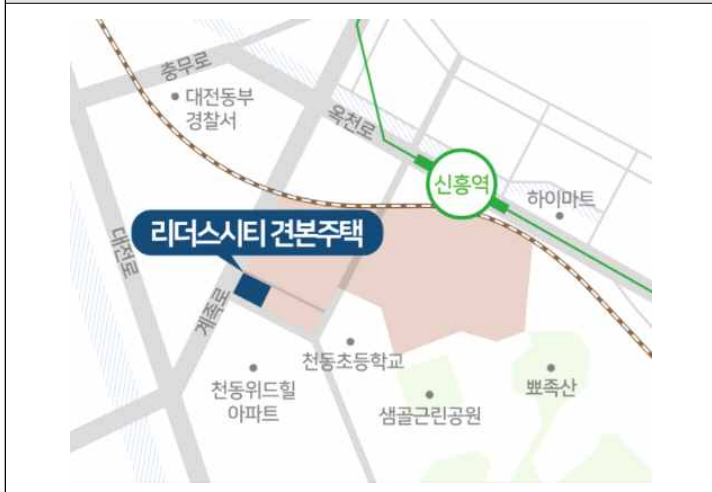 충무로
대전동부
경찰서
옥천로
신흥역
하이마트
리더스시티 견본주택
대전로
계족로
천동초등학교
천동위드힐
아파트
샘골근린공원
뾰족산